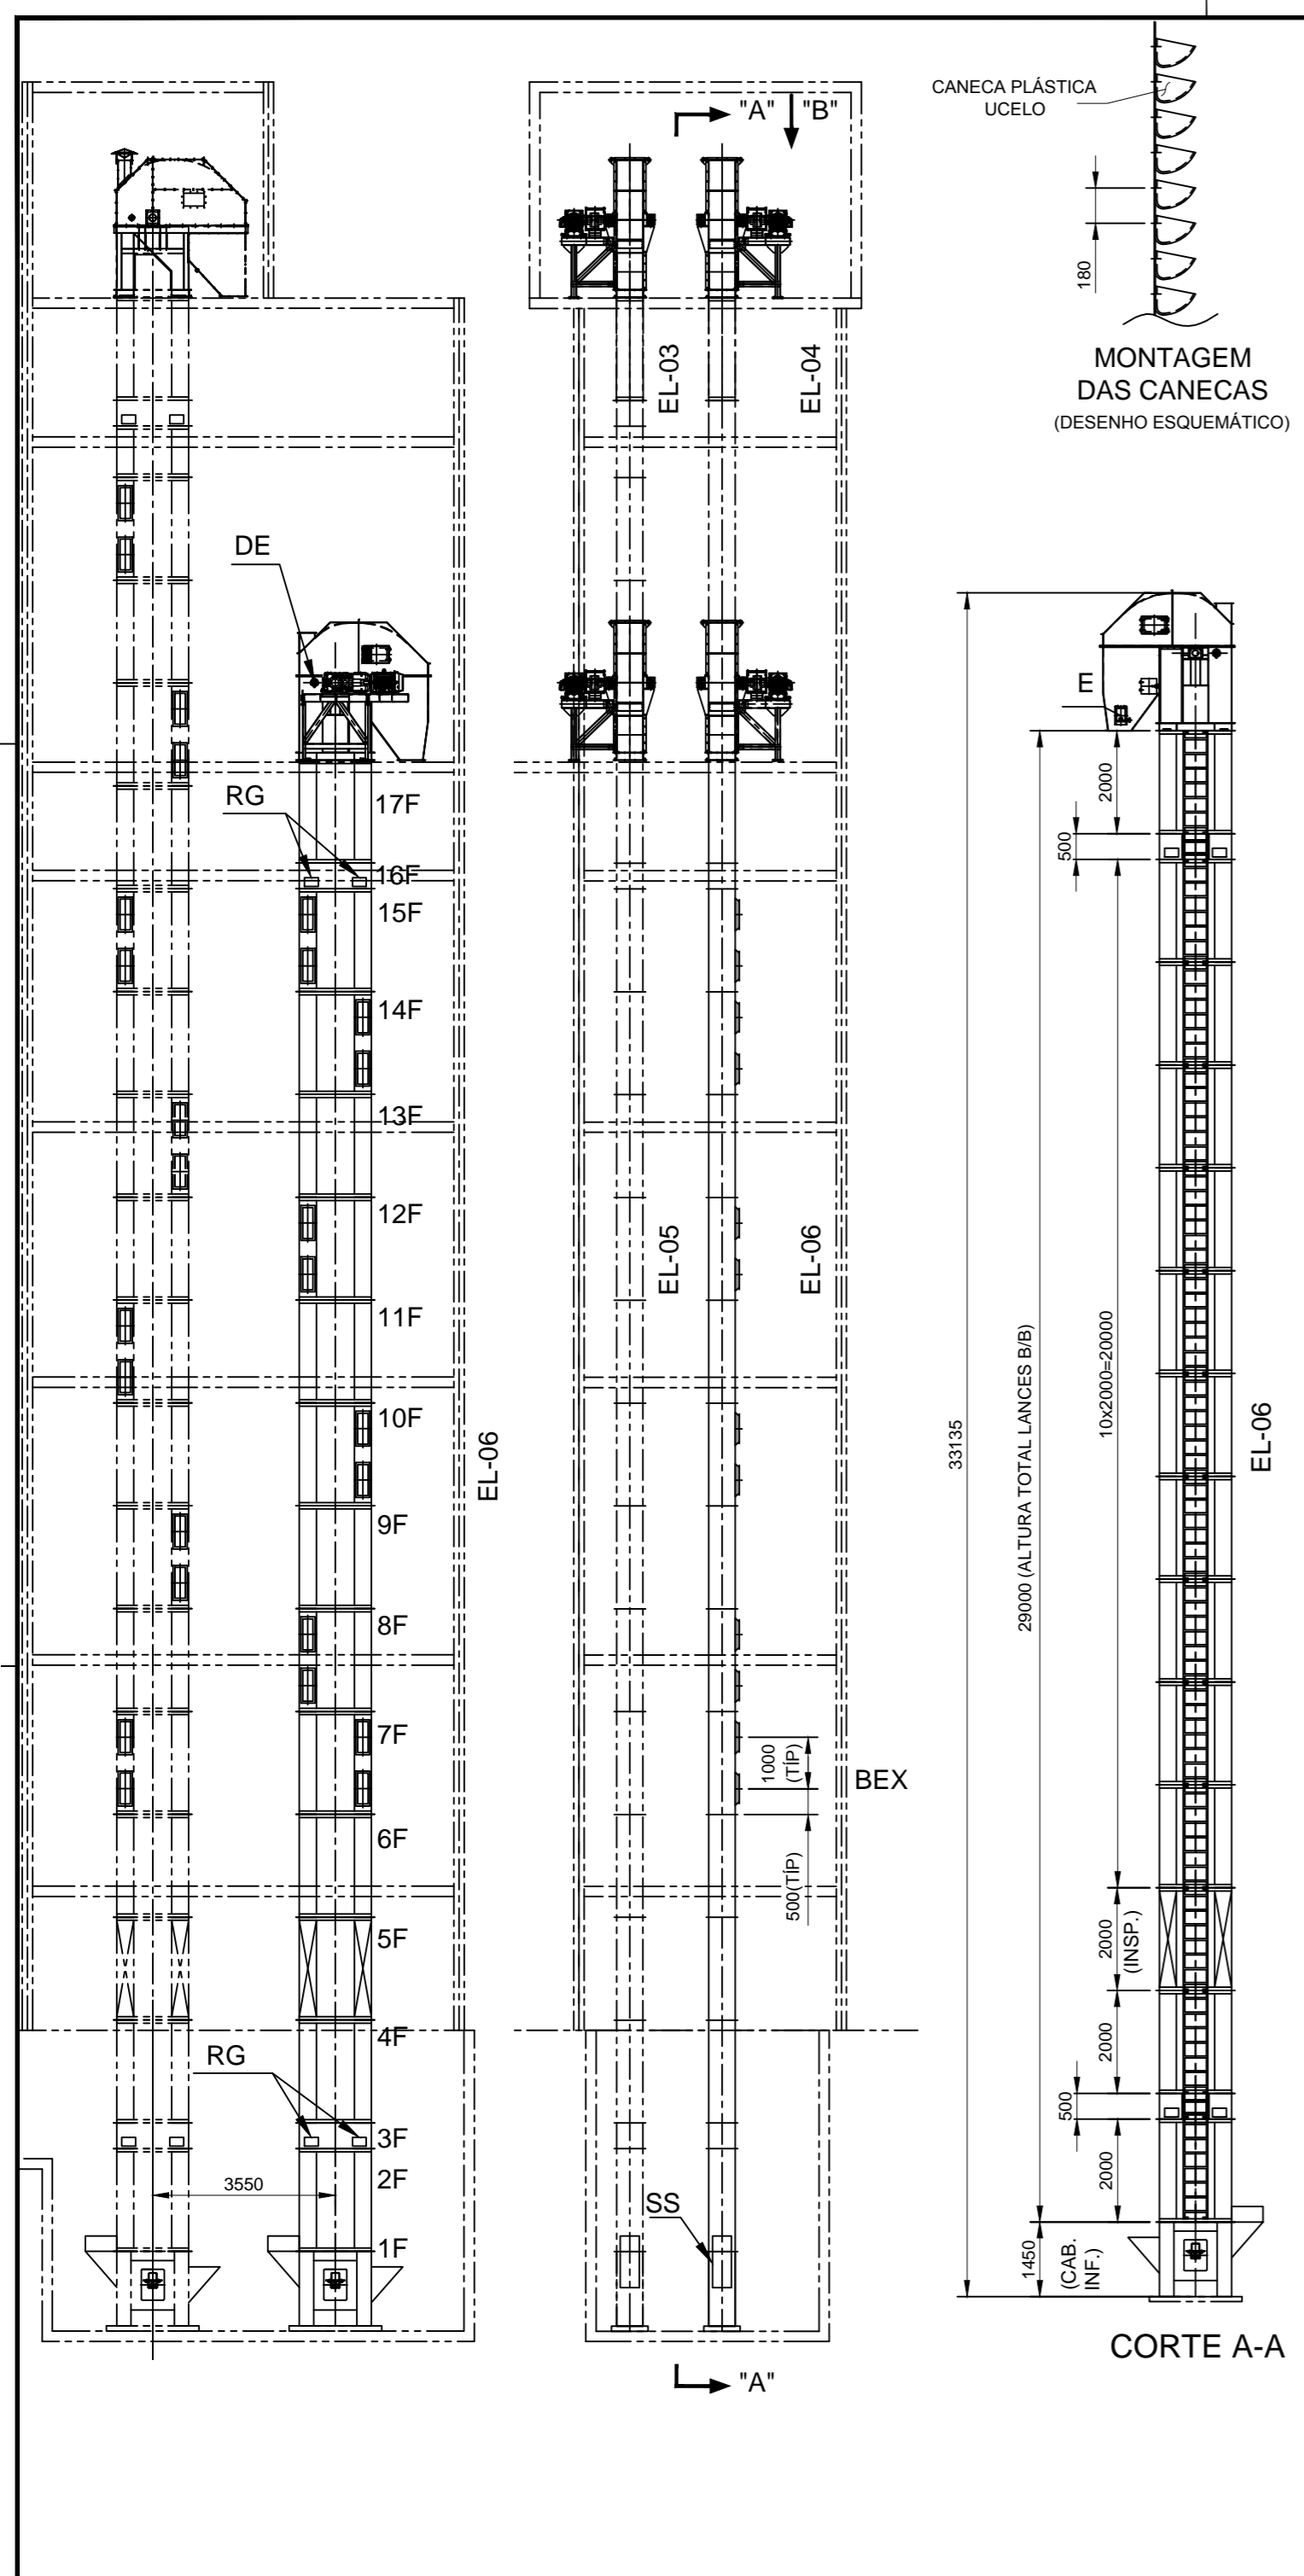 CANECA PLÁSTICA
UCELO
180
MONTAGEM
DAS CANECAS
(DESENHO ESQUEMÁTICO)
"A" "B"
EL-03
EL-04
DE
RG
17F
16F
15F
14F
13F
12F
11F
10F
9F
8F
7F
6F
5F
4F
RG
3F
2F
3550
1F
EL-06
EL-05
EL-06
1000
(TÍP)
BEX
500(TÍP)
SS
"A"
E
2000
500
33135
29000 (ALTURA TOTAL LANCES B/B)
10x2000=20000
EL-06
2000
(INSP.)
2000
500
2000
1450
(CAB.
INF.)
CORTE A-A